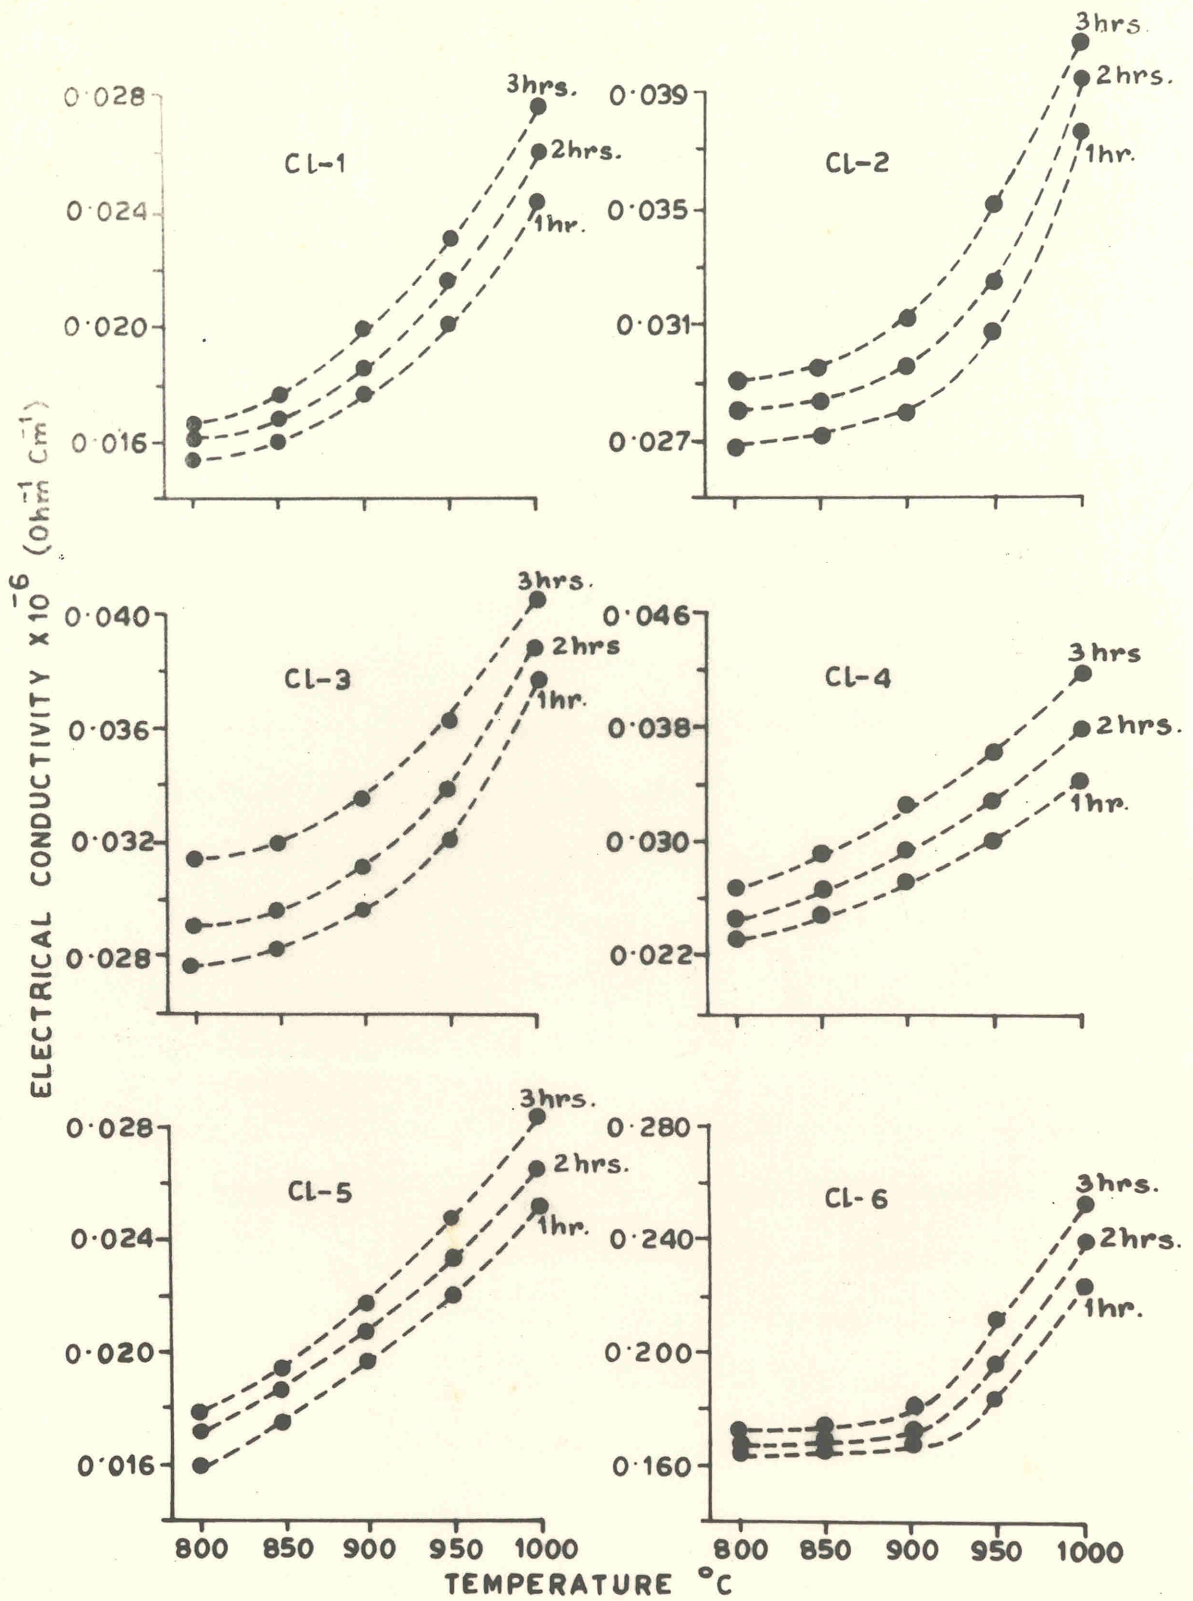 ELECTRICAL CONDUCTIVITY X10⁻⁶ (Ohm⁻¹ Cm⁻¹)
Cl-1
0·028
0·024
0·020
0·016
3hrs.
2hrs.
1hr.
Cl-2
0·039
0·035
0·031
0·027
3hrs.
2hrs.
1hr.
Cl-3
0·040
0·036
0·032
0·028
3hrs.
2hrs
1hr.
Cl-4
0·046
0·038
0·030
0·022
3hrs
2hrs.
1hr.
Cl-5
0·028
0·024
0·020
0·016
3hrs.
2hrs.
1hr.
800 850 900 950 1000
Cl-6
0·280
0·240
0·200
0·160
3hrs.
2hrs.
1hr.
800 850 900 950 1000
TEMPERATURE °C